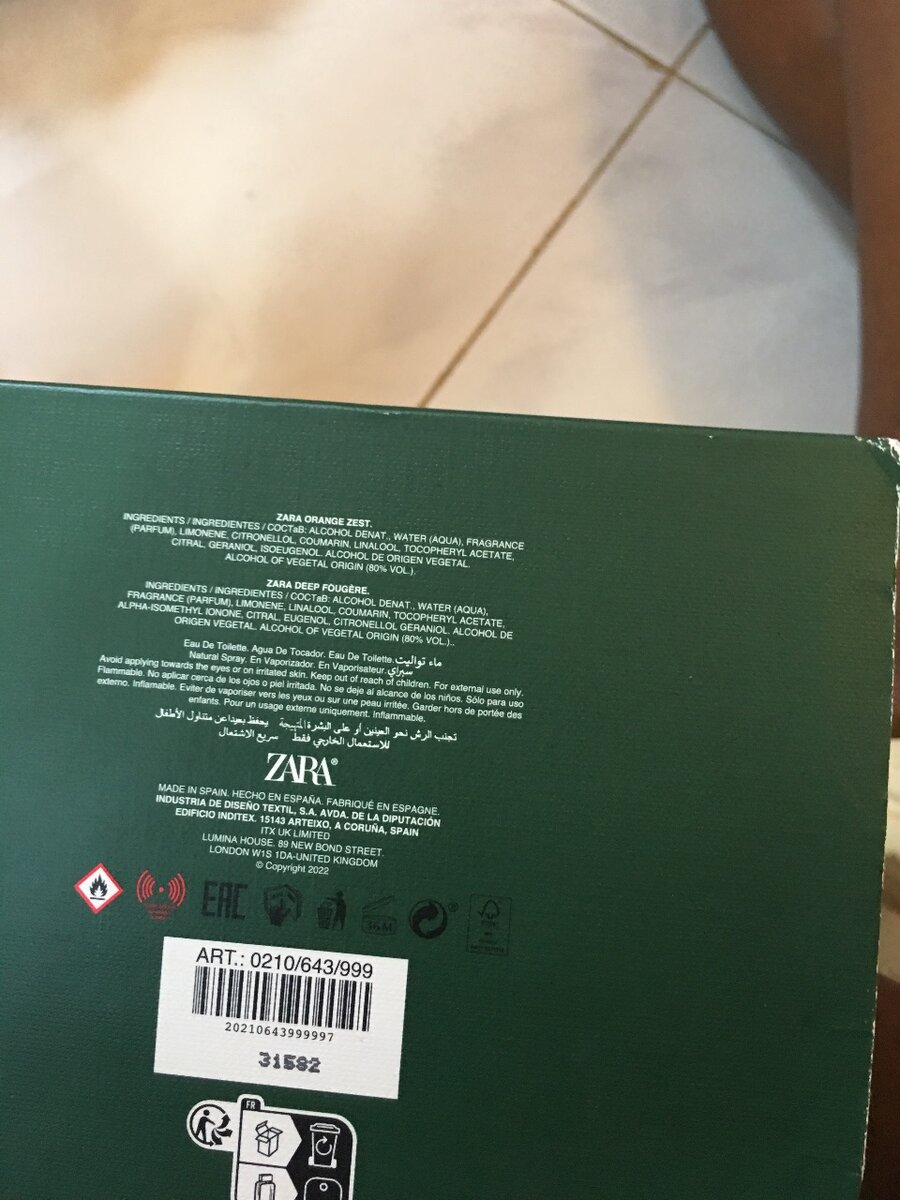 ZARA ORANGE ZEST.
INGREDIENTS / INGREDIENTES / COCTaB: ALCOHOL DENAT., WATER (AQUA), FRAGRANCE
(PARFUM), LIMONENE, CITRONELLOL, COUMARIN, LINALOOL, TOCOPHERYL ACETATE,
CITRAL, GERANIOL, ISOEUGENOL. ALCOHOL DE ORIGEN VEGETAL.
ALCOHOL OF VEGETAL ORIGIN (80% VOL.).
ZARA DEEP FOUGÈRE.
INGREDIENTS / INGREDIENTES / COCTaB: ALCOHOL DENAT., WATER (AQUA),
FRAGRANCE (PARFUM), LIMONENE, LINALOOL, COUMARIN, TOCOPHERYL ACETATE,
ALPHA-ISOMETHYL IONONE, CITRAL, EUGENOL, CITRONELLOL GERANIOL. ALCOHOL DE
ORIGEN VEGETAL. ALCOHOL OF VEGETAL ORIGIN (80% VOL.)..
Eau De Toilette. Agua De Tocador. Eau De Toilette. ماء تواليت
Natural Spray. En Vaporizador. En Vaporisateur. سبراي
Avoid applying towards the eyes or on irritated skin. Keep out of reach of children. For external use only.
Flammable. No aplicar cerca de los ojos o piel irritada. No se deje al alcance de los niños. Sólo para uso
externo. Inflamable. Eviter de vaporiser vers les yeux ou sur une peau irritée. Garder hors de portée des
enfants. Pour un usage externe uniquement. Inflammable.
تجنب الرش نحو العينين أو على البشرة المتهيجة يحفظ بعيدا عن متناول الأطفال
للاستعمال الخارجي فقط سريع الاشتعال
ZARA®
MADE IN SPAIN. HECHO EN ESPAÑA. FABRIQUÉ EN ESPAGNE.
INDUSTRIA DE DISEÑO TEXTIL, S.A. AVDA. DE LA DIPUTACIÓN
EDIFICIO INDITEX. 15143 ARTEIXO, A CORUÑA, SPAIN
ITX UK LIMITED
LUMINA HOUSE. 89 NEW BOND STREET.
LONDON W1S 1DA-UNITED KINGDOM
© Copyright 2022
EAC 36 M ®
ART.: 0210/643/999
20210643999997
31582
FR